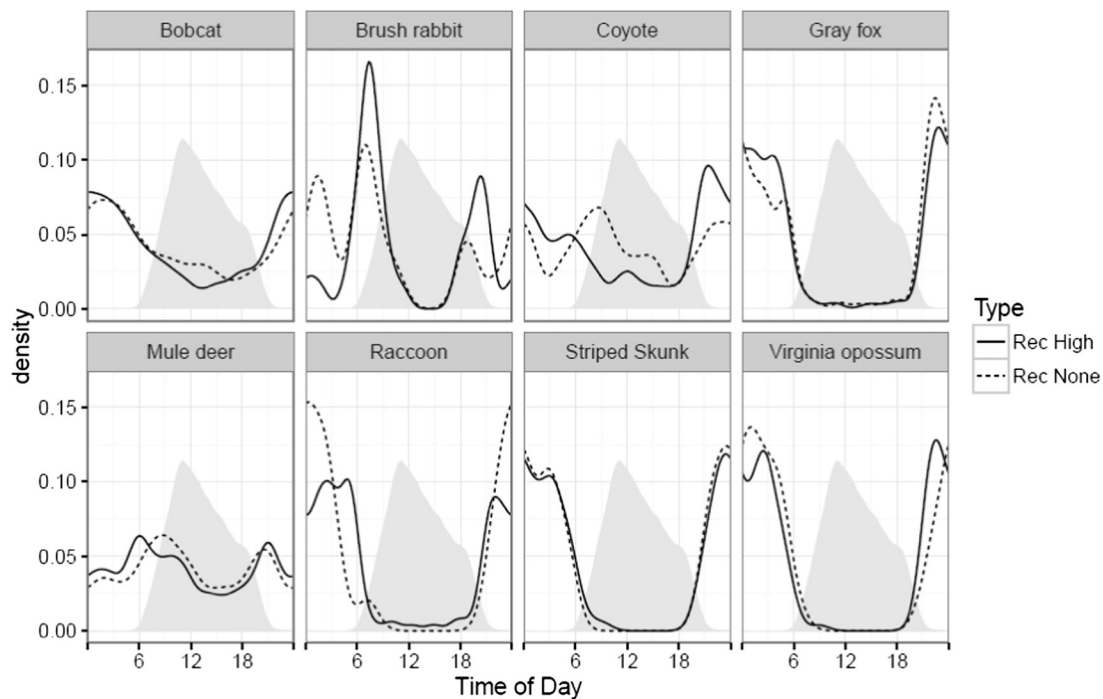 Bobcat Brush rabbit Coyote Gray fox
0.15
0.10
0.05
0.00
density
Mule deer Raccoon Striped Skunk Virginia opossum
0.15
0.10
0.05
0.00
6 12 18 6 12 18 6 12 18 6 12 18
Time of Day
Type
Rec High
Rec None